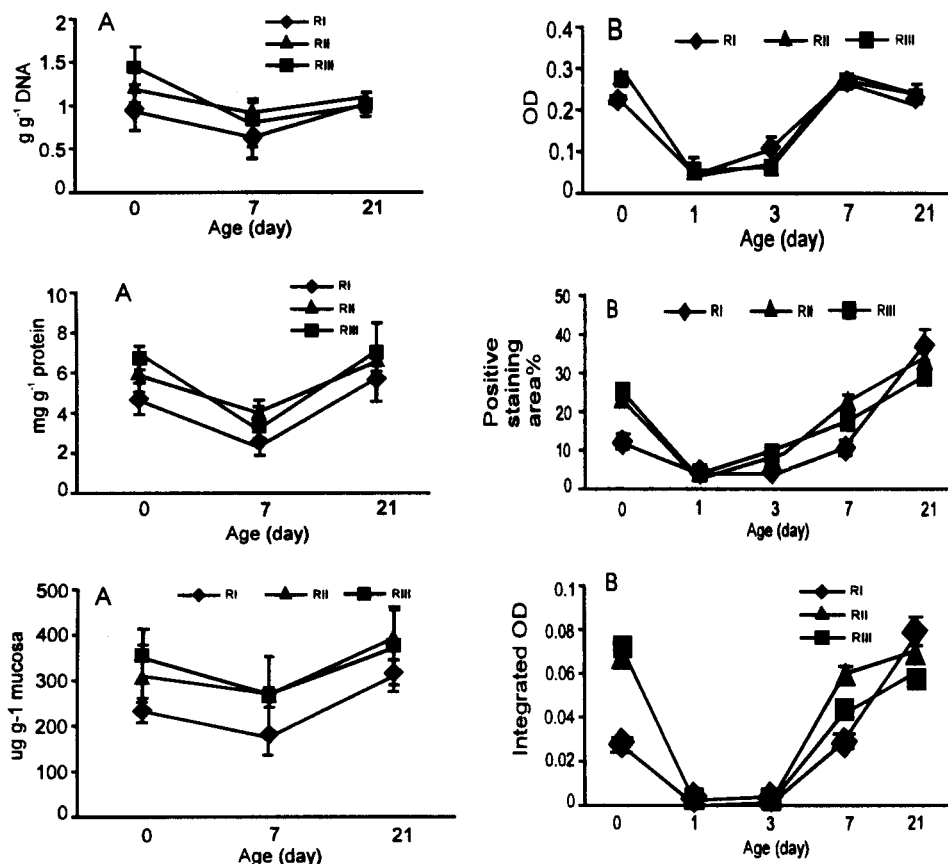 A
RI
RII
RIII
g g⁻¹ DNA
2
1.5
1
0.5
0
0 7 21
Age (day)
B
RI RII RIII
OD
0.4
0.3
0.2
0.1
0
0 1 3 7 21
Age (day)
A
RI
RII
RIII
mg g⁻¹ protein
10
8
6
4
2
0
0 7 21
Age (day)
B
RI RII RIII
Positive
staining
area%
50
40
30
20
10
0
0 1 3 7 21
Age (day)
A
RI RII RIII
ug g-1 mucosa
500
400
300
200
100
0
0 7 21
Age (day)
B
RI
RII
RIII
Integrated OD
0.1
0.08
0.06
0.04
0.02
0
0 1 3 7 21
Age (day)